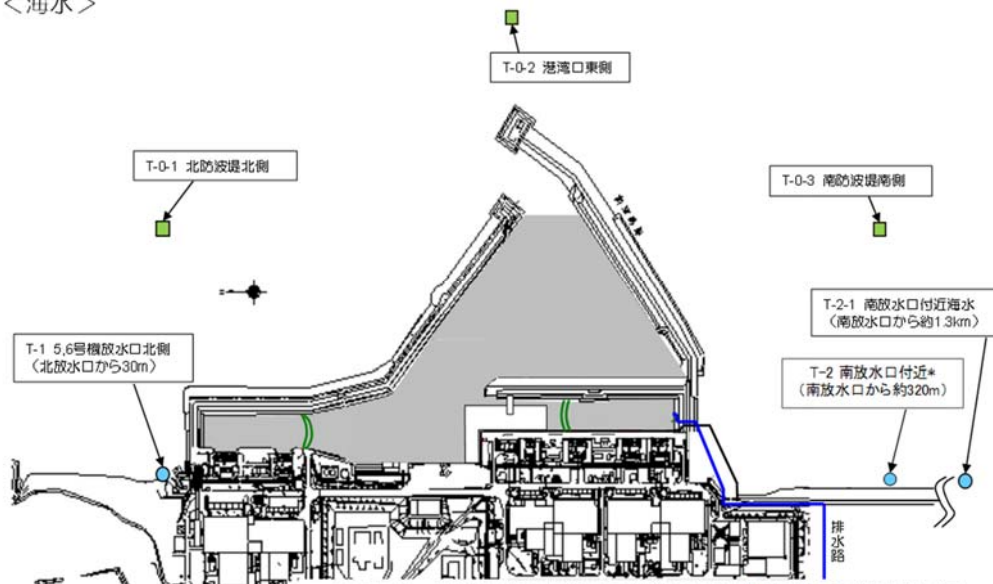 ＜海水＞
T-0-2 港湾口東側
T-0-1 北防波堤北側
T-0-3 南防波堤南側
T-2-1 南放水口付近海水
（南放水口から約1.3km）
T-1 5,6号機放水口北側
（北放水口から30m）
T-2 南放水口付近*
（南放水口から約320m）
排水路